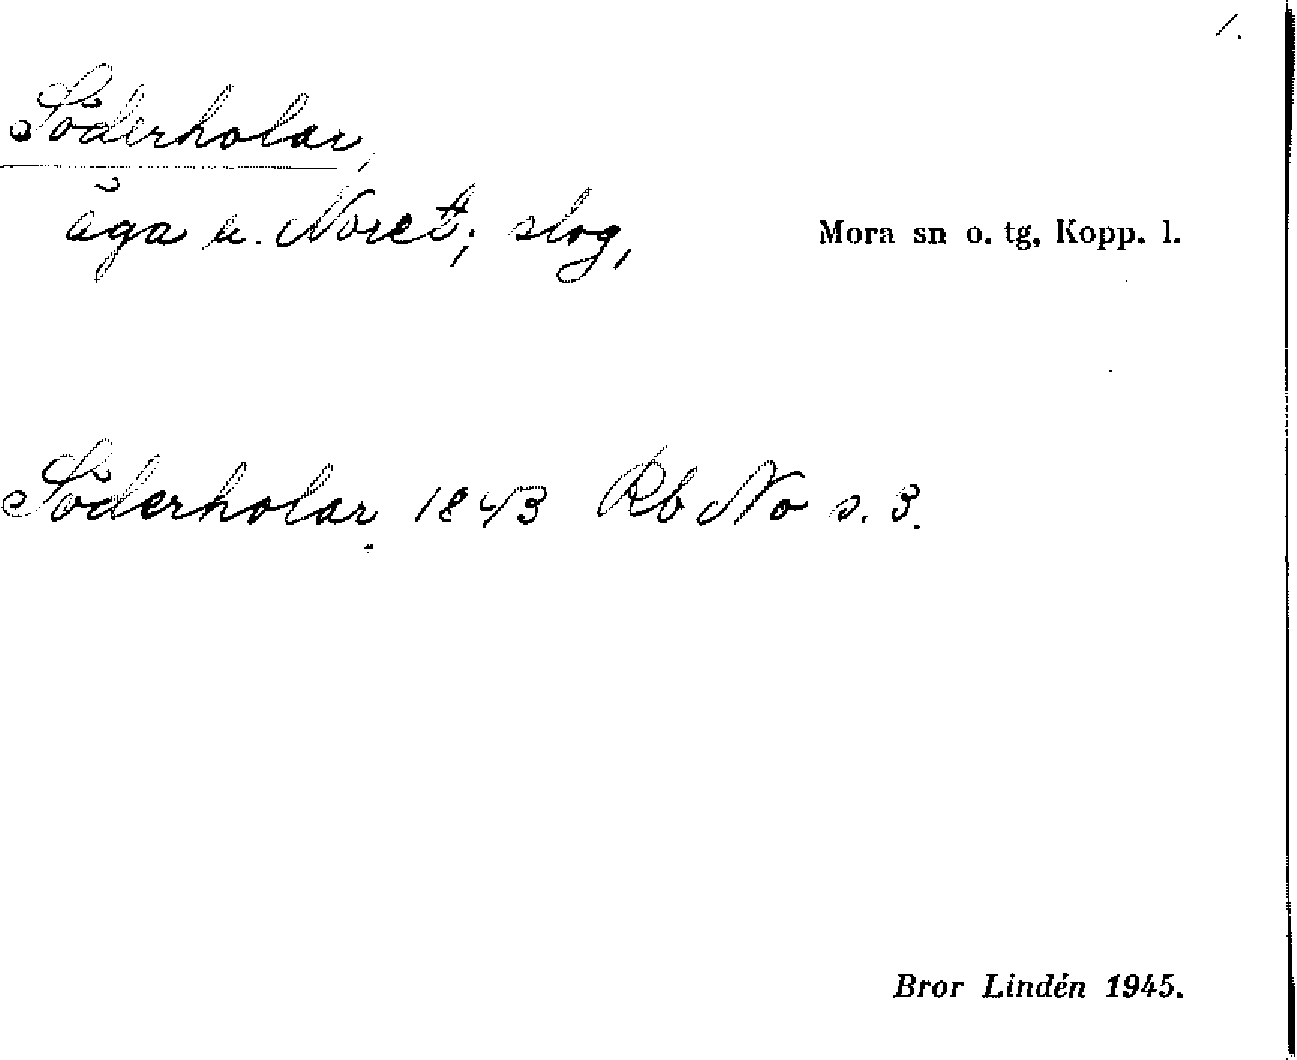 1.
Söderholar,
äga u. Noret; slog,
Mora sn o. tg, Kopp. l.
Söderholar 1843 Rb No s. 3.
Bror Lindén 1945.